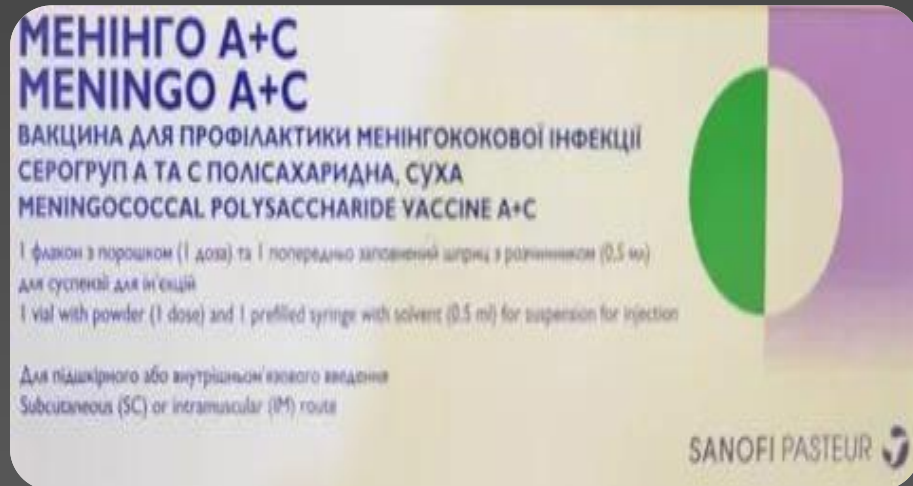 МЕНІНГО А+С
MENINGO A+C
ВАКЦИНА ДЛЯ ПРОФІЛАКТИКИ МЕНІНГОКОКОВОЇ ІНФЕКЦІЇ
СЕРОГРУП А ТА С ПОЛІСАХАРИДНА, СУХА
MENINGOCOCCAL POLYSACCHARIDE VACCINE A+C
1 флакон з порошком (1 доза) та 1 попередньо заповнений шприц з розчинником (0.5 мл)
для суспензії для ін'єкцій
1 vial with powder (1 dose) and 1 prefilled syringe with solvent (0.5 ml) for suspension for injection
Для підшкірного або внутрішньом'язового введення
Subcutaneous (SC) or intramuscular (IM) route
SANOFI PASTEUR